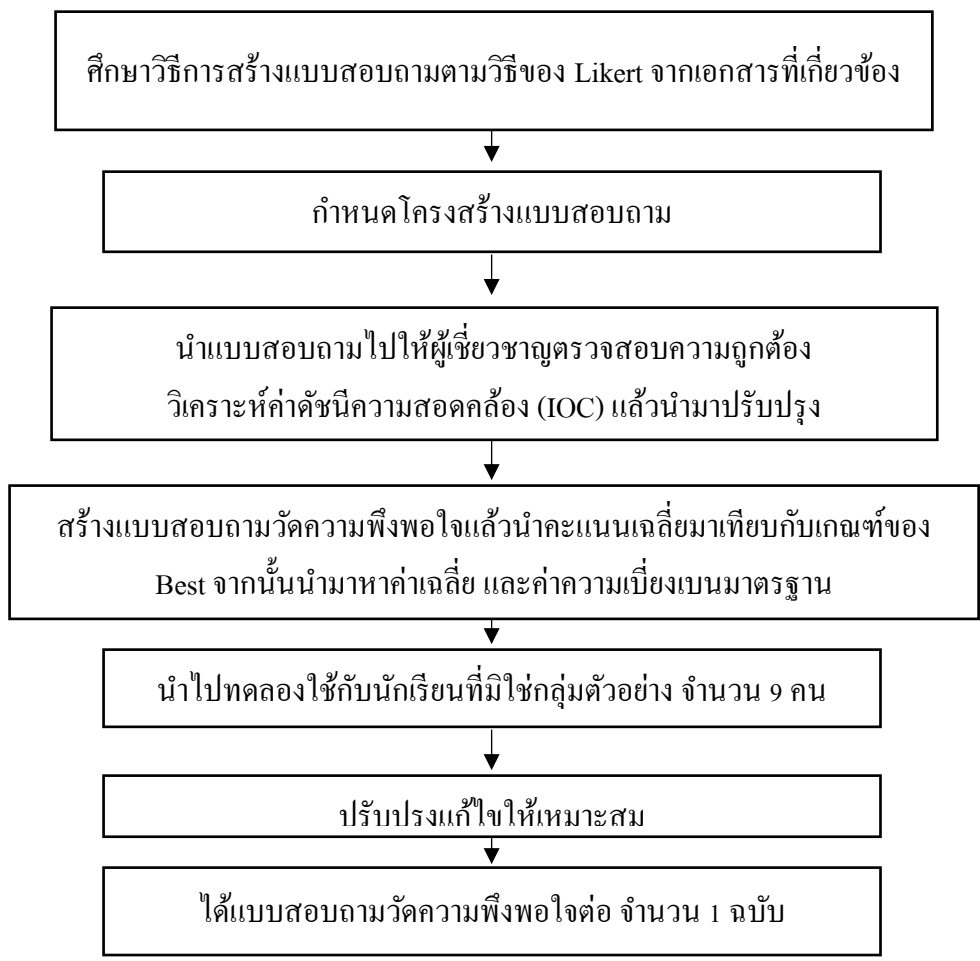 ศึกษาวิธีการสร้างแบบสอบถามตามวิธีของ Likert จากเอกสารที่เกี่ยวข้อง
กำหนดโครงสร้างแบบสอบถาม
นำแบบสอบถามไปให้ผู้เชี่ยวชาญตรวจสอบความถูกต้อง
วิเคราะห์ค่าดัชนีความสอดคล้อง (IOC) แล้วนำมาปรับปรุง
สร้างแบบสอบถามวัดความพึงพอใจแล้วนำคะแนนเฉลี่ยมาเทียบกับเกณฑ์ของ
Best จากนั้นนำมาหาค่าเฉลี่ย และค่าความเบี่ยงเบนมาตรฐาน
นำไปทดลองใช้กับนักเรียนที่มิใช่กลุ่มตัวอย่าง จำนวน 9 คน
ปรับปรุงแก้ไขให้เหมาะสม
ได้แบบสอบถามวัดความพึงพอใจต่อ จำนวน 1 ฉบับ